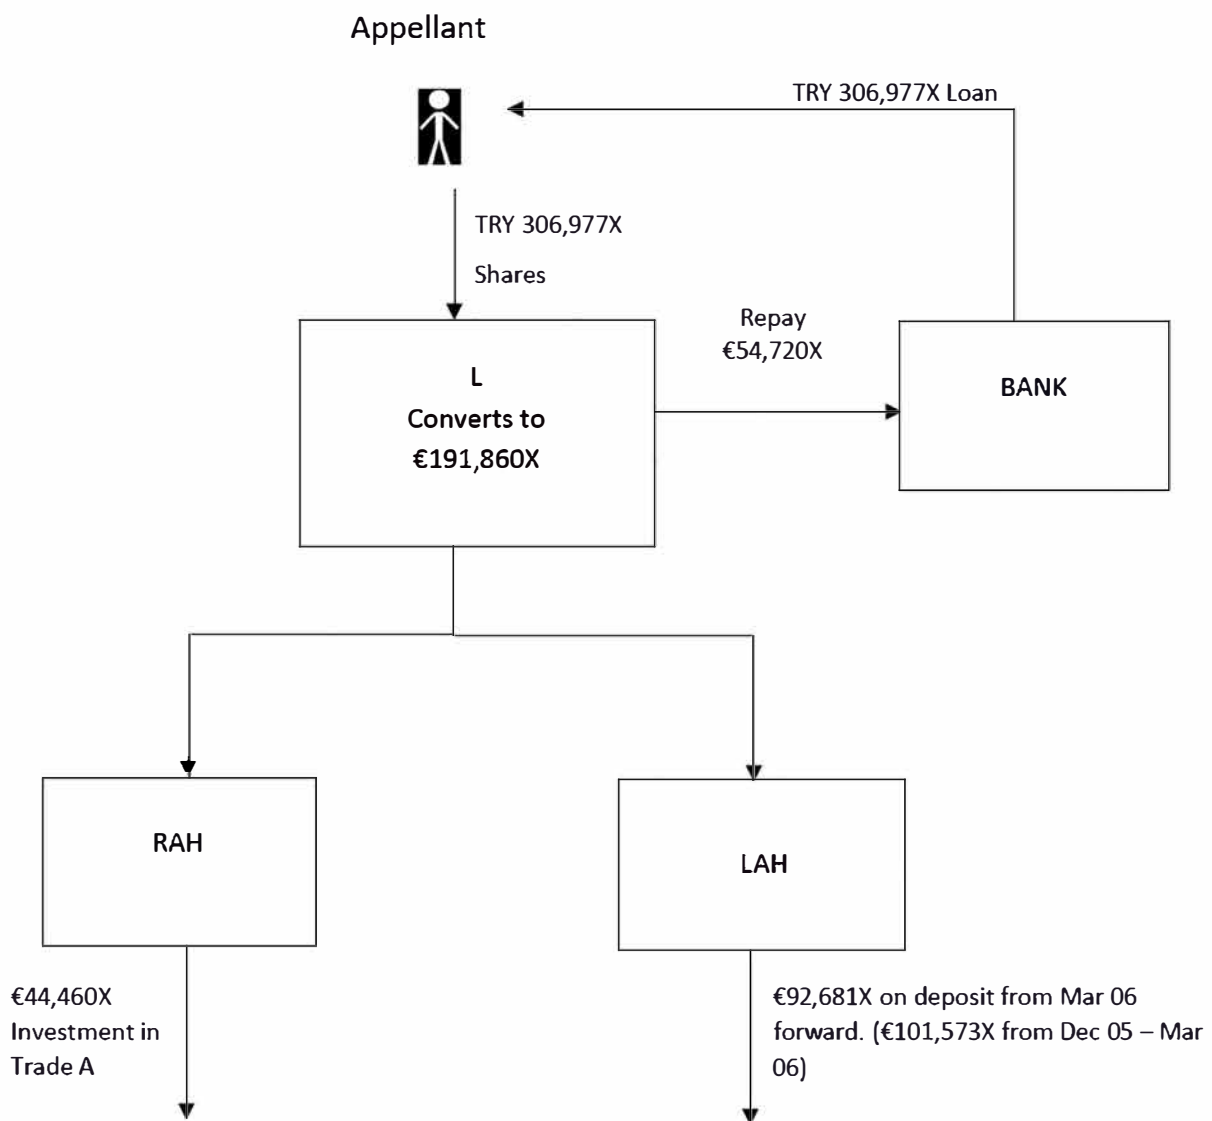 Appellant
TRY 306,977X Loan
TRY 306,977X
Shares
Repay
€54,720X
L
Converts to
€191,860X
BANK
RAH
LAH
€44,460X
Investment in
Trade A
€92,681X on deposit from Mar 06
forward. (€101,573X from Dec 05 – Mar
06)